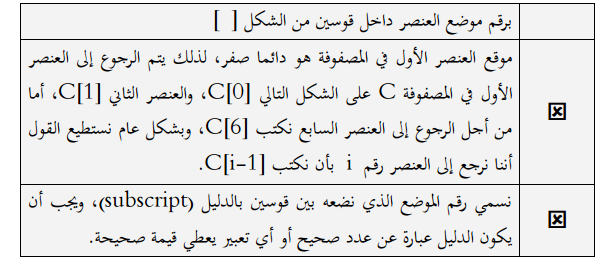 برقم موضع العنصر داخل قوسين من الشكل [ ]
موقع العنصر الأول في المصفوفة هو دائما صفر، لذلك يتم الرجوع إلى العنصر
الأول في المصفوفة C على الشكل التالي C[0]، والعنصر الثاني C[1]، أما
من أجل الرجوع إلى العنصر السابع نكتب C[6]، وبشكل عام نستطيع القول
أننا نرجع إلى العنصر رقم i بأن نكتب C[i-1].
نسمي رقم الموضع الذي نضعه بين قوسين بالدليل (subscript)، ويجب أن
يكون الدليل عبارة عن عدد صحيح أو أي تعبير يعطي قيمة صحيحة.